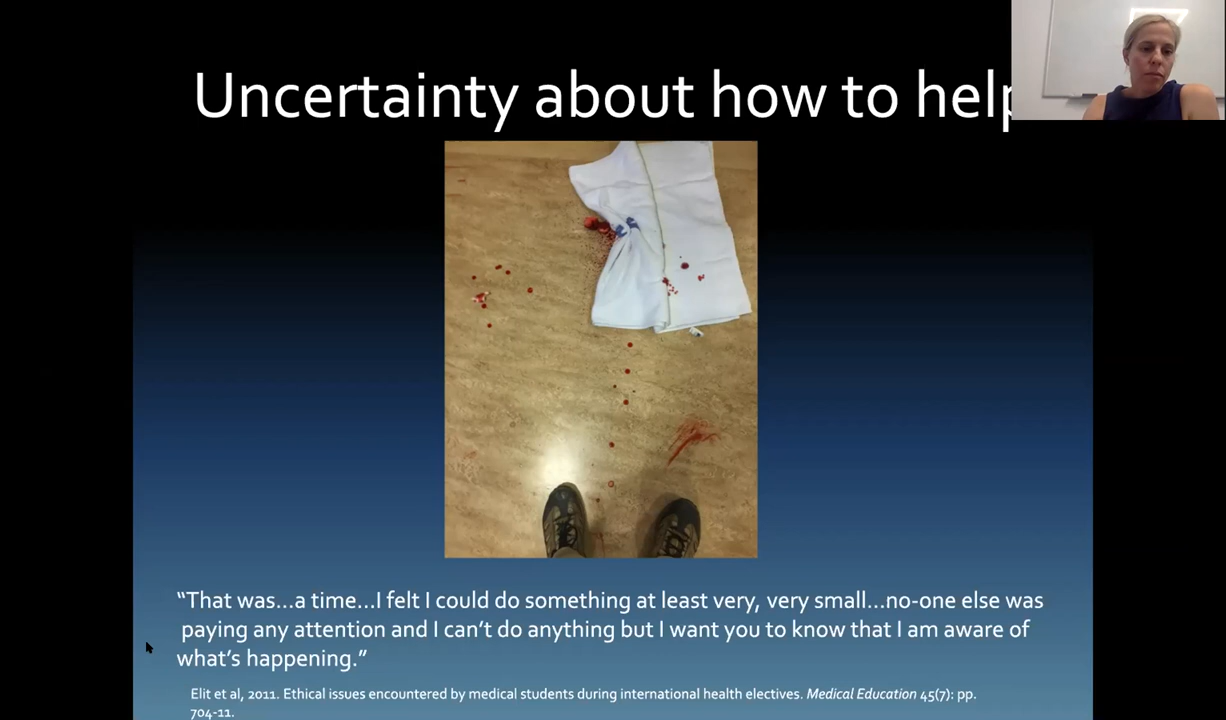 Uncertainty about how to help
“That was...a time...I felt I could do something at least very, very small...no-one else was
paying any attention and I can’t do anything but I want you to know that I am aware of
what’s happening.”
Elit et al, 2011. Ethical issues encountered by medical students during international health electives. Medical Education 45(7): pp.
704-11.